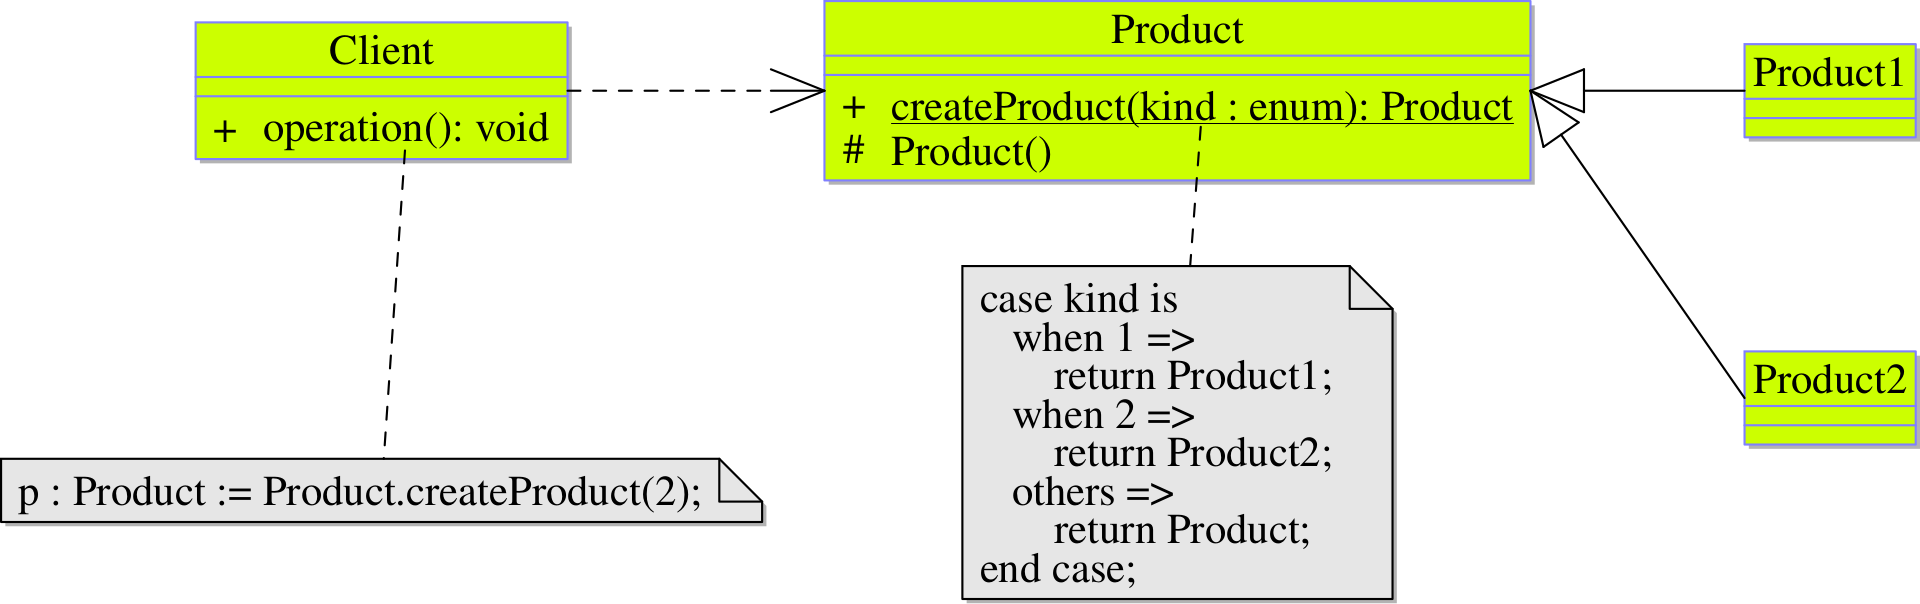 Client
+ operation(): void
Product
+ createProduct(kind : enum): Product
# Product()
Product1
Product2
p : Product := Product.createProduct(2);
case kind is
when 1 =>
return Product1;
when 2 =>
return Product2;
others =>
return Product;
end case;